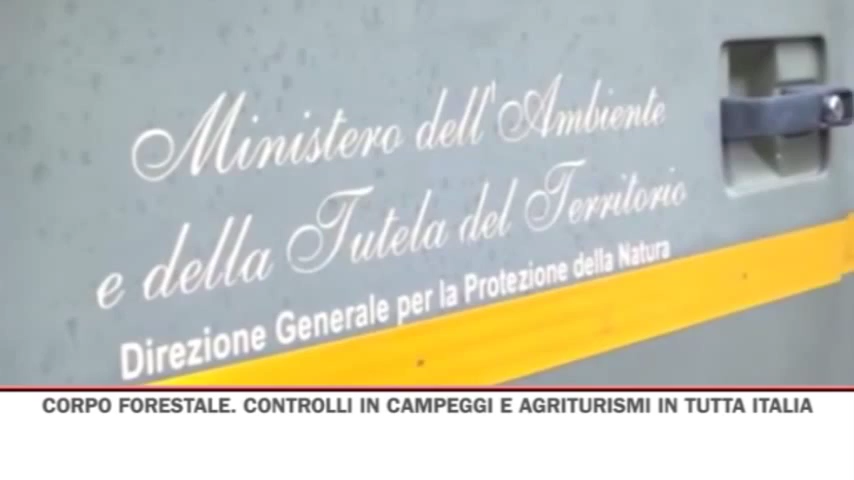 Ministero dell'Ambiente
e della Tutela del Territorio
Direzione Generale per la Protezione della Natura
CORPO FORESTALE. CONTROLLI IN CAMPEGGI E AGRITURISMI IN TUTTA ITALIA